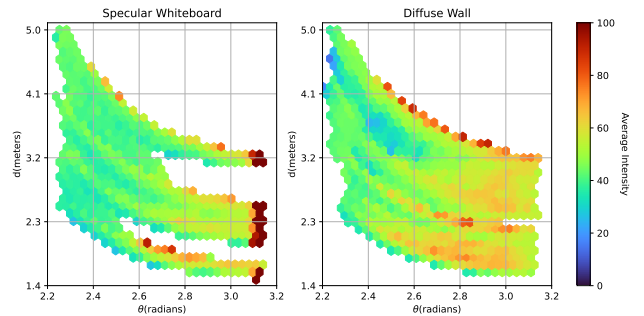 Specular Whiteboard
Diffuse Wall
5.0
4.1
3.2
2.3
1.4
d(meters)
2.2 2.4 2.6 2.8 3.0 3.2
θ(radians)
5.0
4.1
3.2
2.3
1.4
d(meters)
2.2 2.4 2.6 2.8 3.0 3.2
θ(radians)
100
80
60
40
20
0
Average Intensity